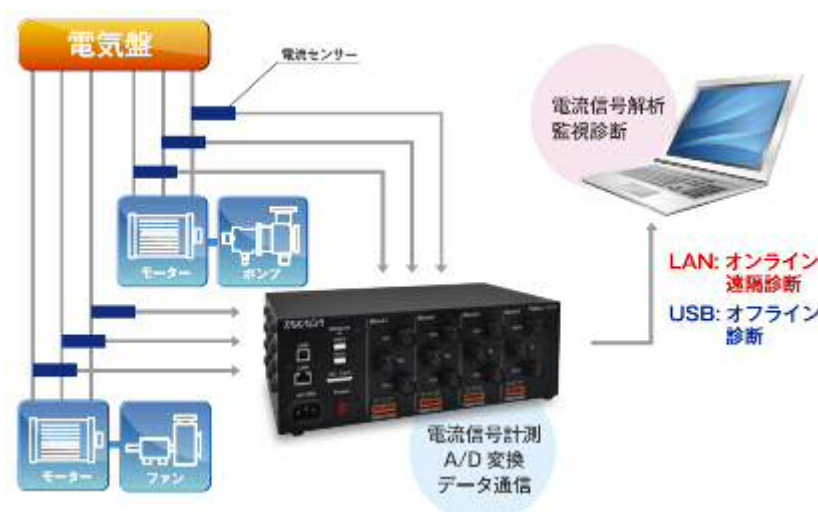 電気盤
電流センサー
電流信号解析
監視診断
モーター
ポンプ
LAN: オンライン
遠隔診断
USB: オフライン
診断
TAKADA
LAN
Power
モーター
ファン
電流信号計測
A/D 変換
データ通信